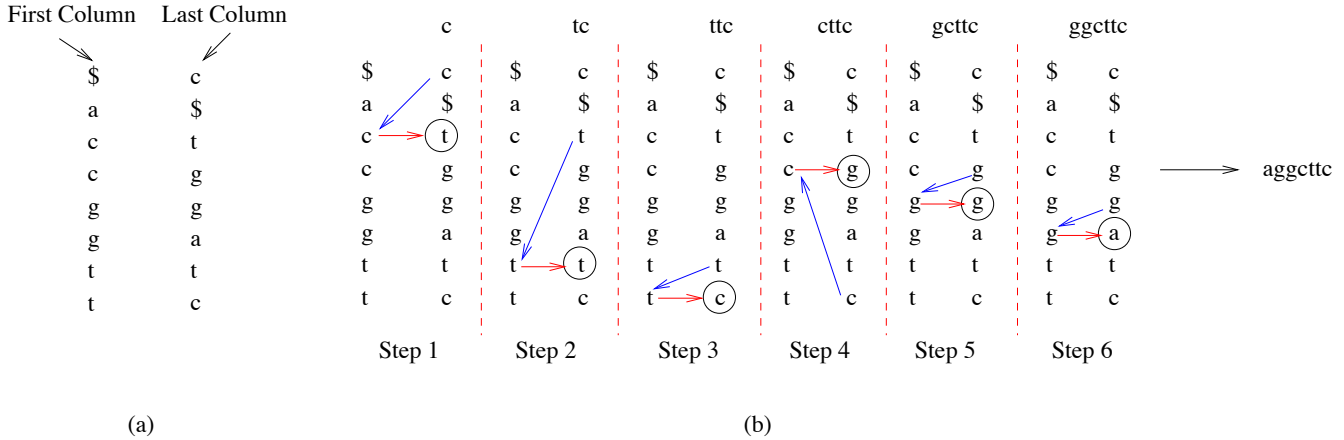 First Column Last Column
$ c
a $
c t
c g
g g
g a
t t
t c
(a)
c tc ttc cttc gcttc ggcttc
$ c $ c $ c $ c $ c $ c
a $ a $ a $ a $ a $ a $
c t c t c t c t c t c t
c g c g c g c g c g c g
g g g g g g g g g g g g
g a g a g a g a g a g a
t t t t t t t t t t t t
t c t c t c t c t c t c
aggcttc
Step 1 Step 2 Step 3 Step 4 Step 5 Step 6
(b)